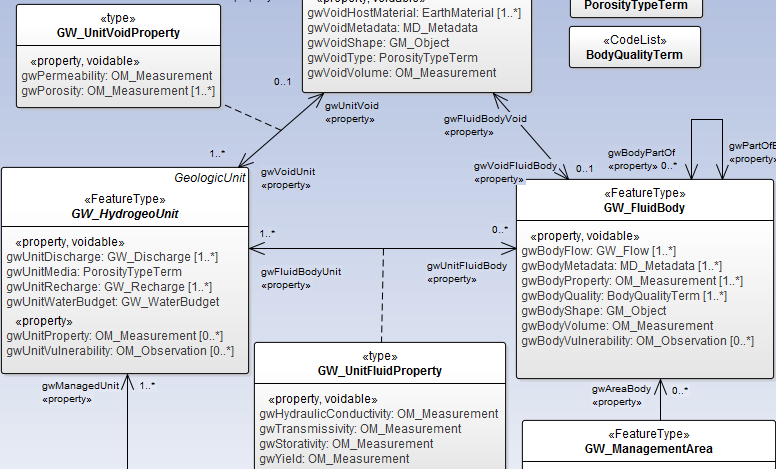 «type»
GW_UnitVoidProperty
«property, voidable»
gwPermeability: OM_Measurement
gwPorosity: OM_Measurement [1..*]
gwVoidHostMaterial: EarthMaterial [1..*]
gwVoidMetadata: MD_Metadata
gwVoidShape: GM_Object
gwVoidType: PorosityTypeTerm
gwVoidVolume: OM_Measurement
PorosityTypeTerm
«CodeList»
BodyQualityTerm
0..1
gwUnitVoid
«property»
gwFluidBodyVoid
«property»
1..*
gwVoidUnit
«property»
gwVoidFluidBody
«property»
0..1
gwBodyPartOf
«property» 0..*
gwPartOfB
«property»
GeologicUnit
«FeatureType»
GW_HydrogeoUnit
«property, voidable»
gwUnitDischarge: GW_Discharge [1..*]
gwUnitMedia: PorosityTypeTerm
gwUnitRecharge: GW_Recharge [1..*]
gwUnitWaterBudget: GW_WaterBudget
«property»
gwUnitProperty: OM_Measurement [0..*]
gwUnitVulnerability: OM_Observation [0..*]
1..*
gwFluidBodyUnit
«property»
0..*
gwUnitFluidBody
«property»
«FeatureType»
GW_FluidBody
«property, voidable»
gwBodyFlow: GW_Flow [1..*]
gwBodyMetadata: MD_Metadata [1..*]
gwBodyProperty: OM_Measurement [1..*]
gwBodyQuality: BodyQualityTerm [1..*]
gwBodyShape: GM_Object
gwBodyVolume: OM_Measurement
gwBodyVulnerability: OM_Observation [0..*]
gwManagedUnit
«property»
1..*
«type»
GW_UnitFluidProperty
«property, voidable»
gwHydraulicConductivity: OM_Measurement
gwTransmissivity: OM_Measurement
gwStorativity: OM_Measurement
gwYield: OM_Measurement
gwAreaBody
«property»
0..*
«FeatureType»
GW_ManagementArea